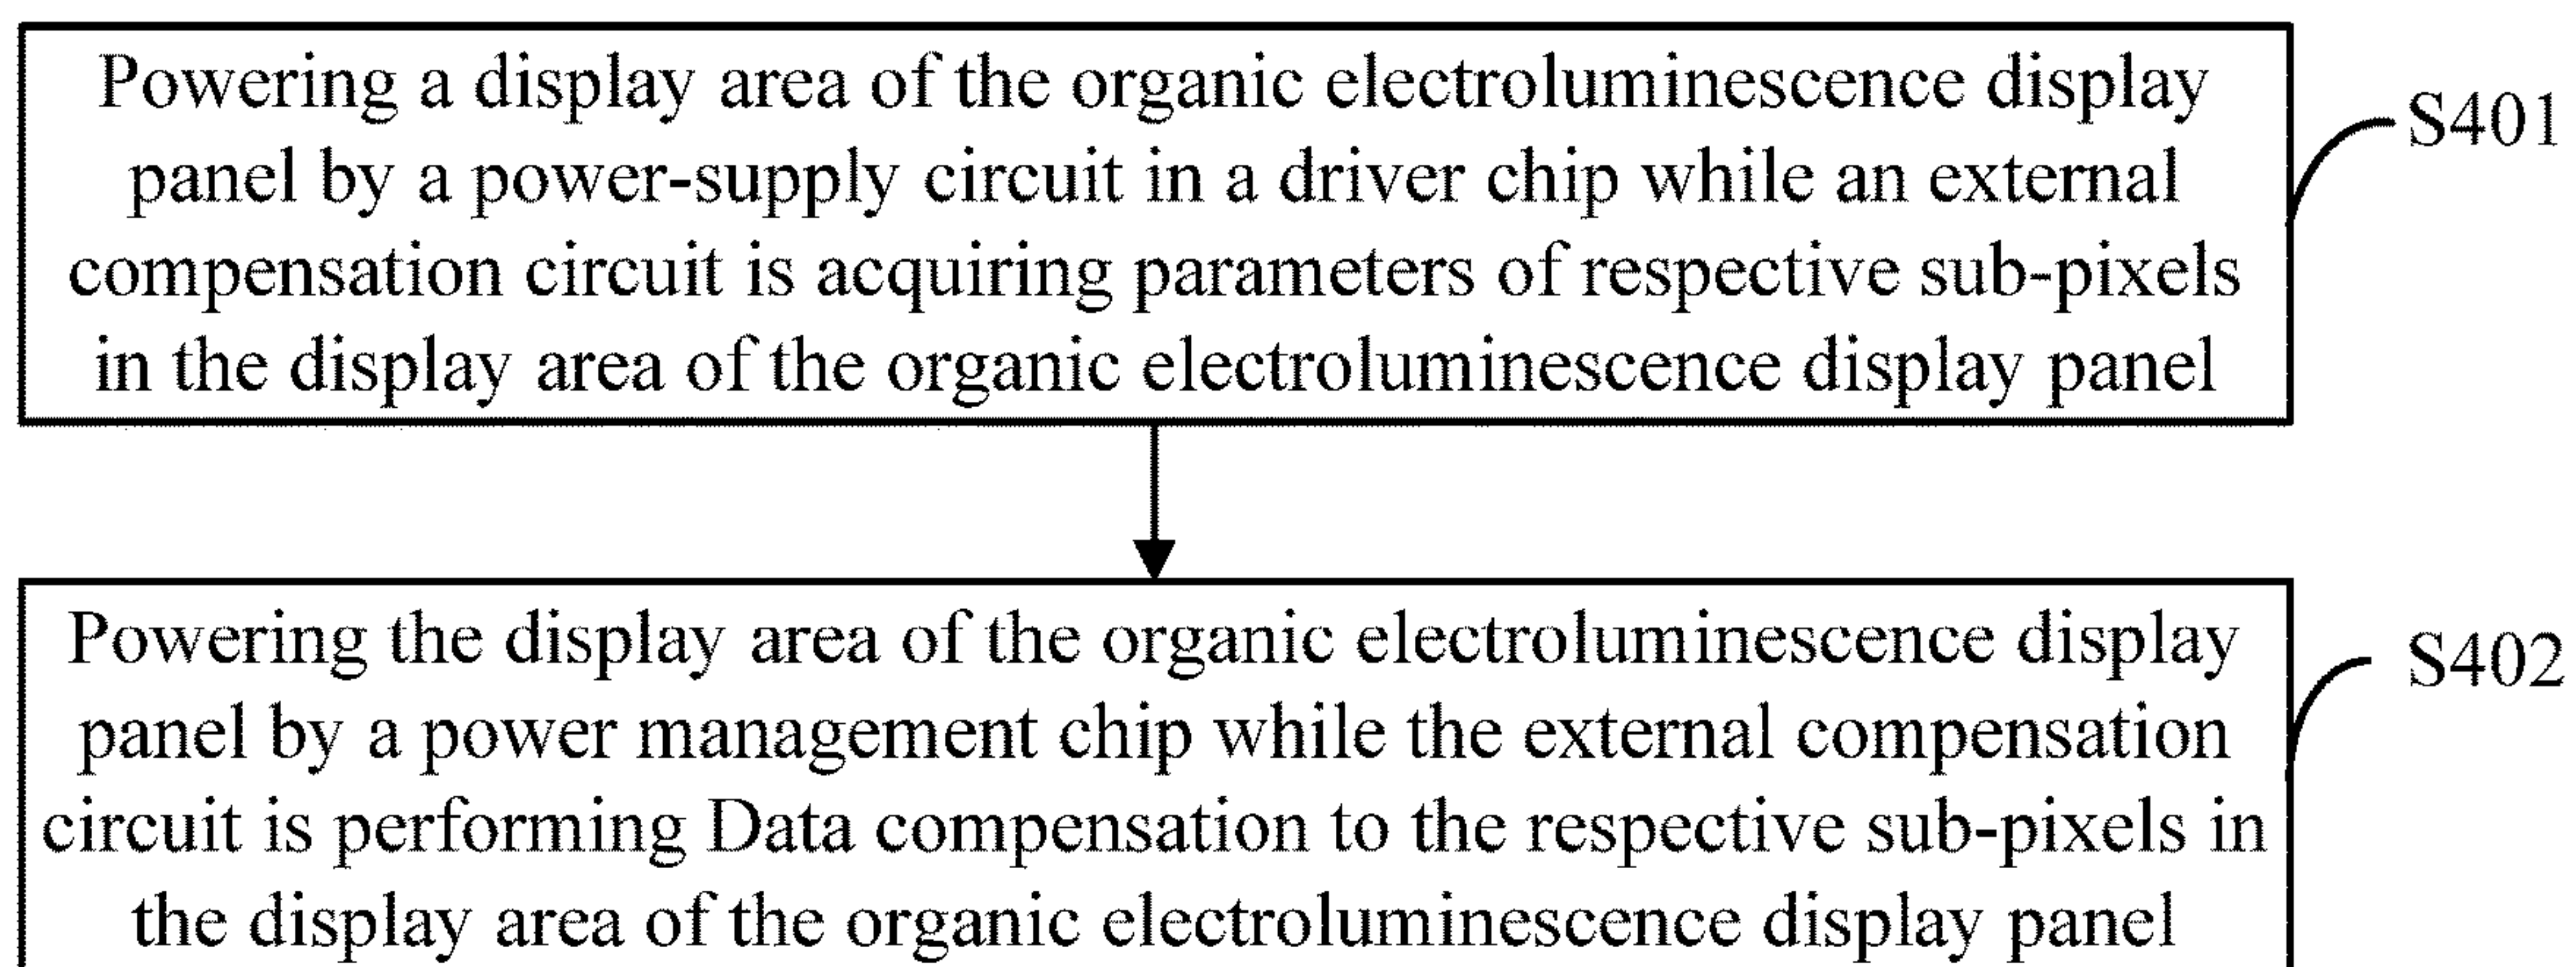 Powering a display area of the organic electroluminescence display
panel by a power-supply circuit in a driver chip while an external
compensation circuit is acquiring parameters of respective sub-pixels
in the display area of the organic electroluminescence display panel
S401
Powering the display area of the organic electroluminescence display
panel by a power management chip while the external compensation
circuit is performing Data compensation to the respective sub-pixels in
the display area of the organic electroluminescence display panel
S402